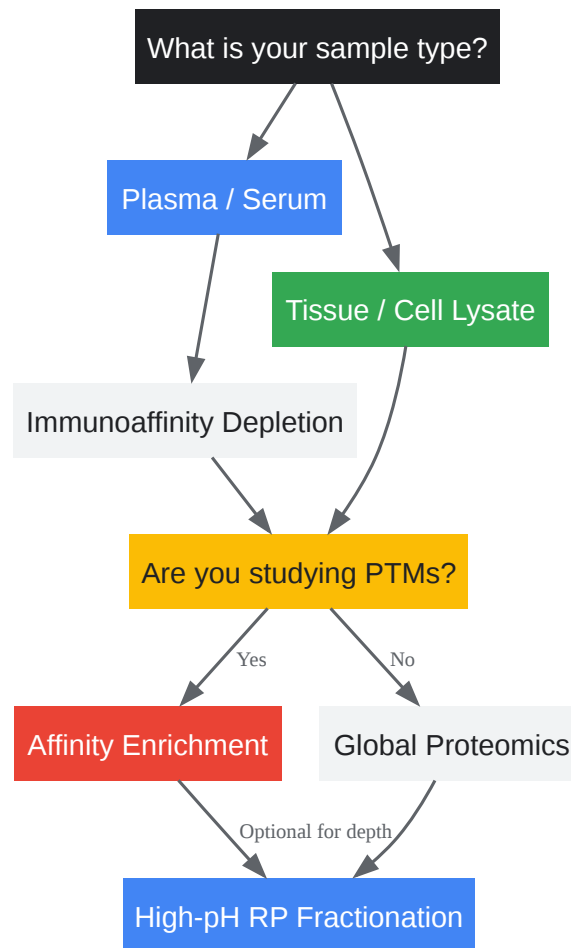 What is your sample type?
Plasma / Serum
Tissue / Cell Lysate
Immunoaffinity Depletion
Are you studying PTMs?
Yes
No
Affinity Enrichment
Global Proteomics
Optional for depth
High-pH RP Fractionation